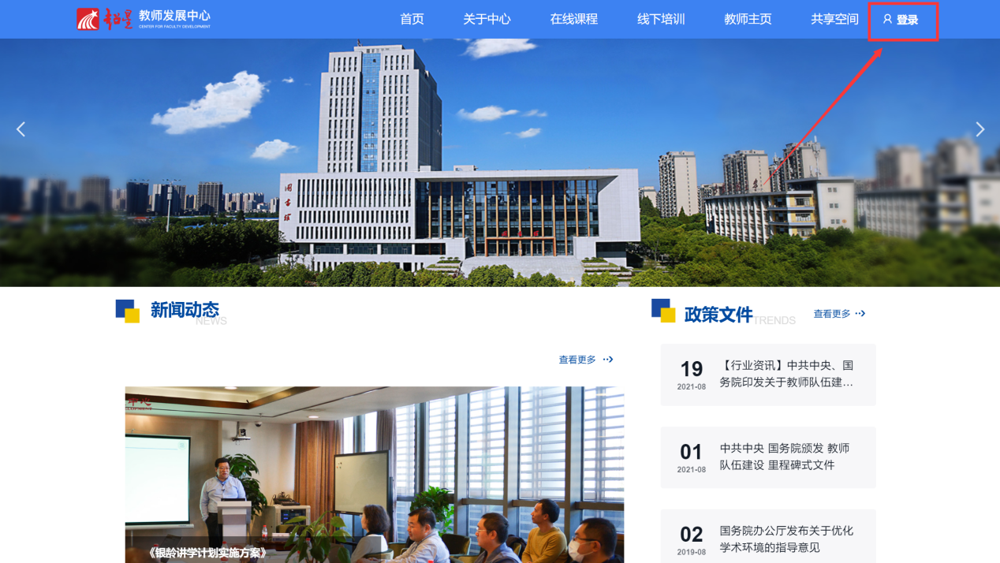 教师发展中心
CENTER FOR FACULTY DEVELOPMENT
首页 关于中心 在线课程 线下培训 教师主页 共享空间 登录
图书馆
新闻动态
NEWS
查看更多
《银龄讲学计划实施方案》
政策文件
TRENDS
查看更多
19
2021-08
【行业资讯】中共中央、国
务院印发关于教师队伍建...
01
2021-08
中共中央 国务院颁发 教师
队伍建设 里程碑式文件
02
2019-08
国务院办公厅发布关于优化
学术环境的指导意见